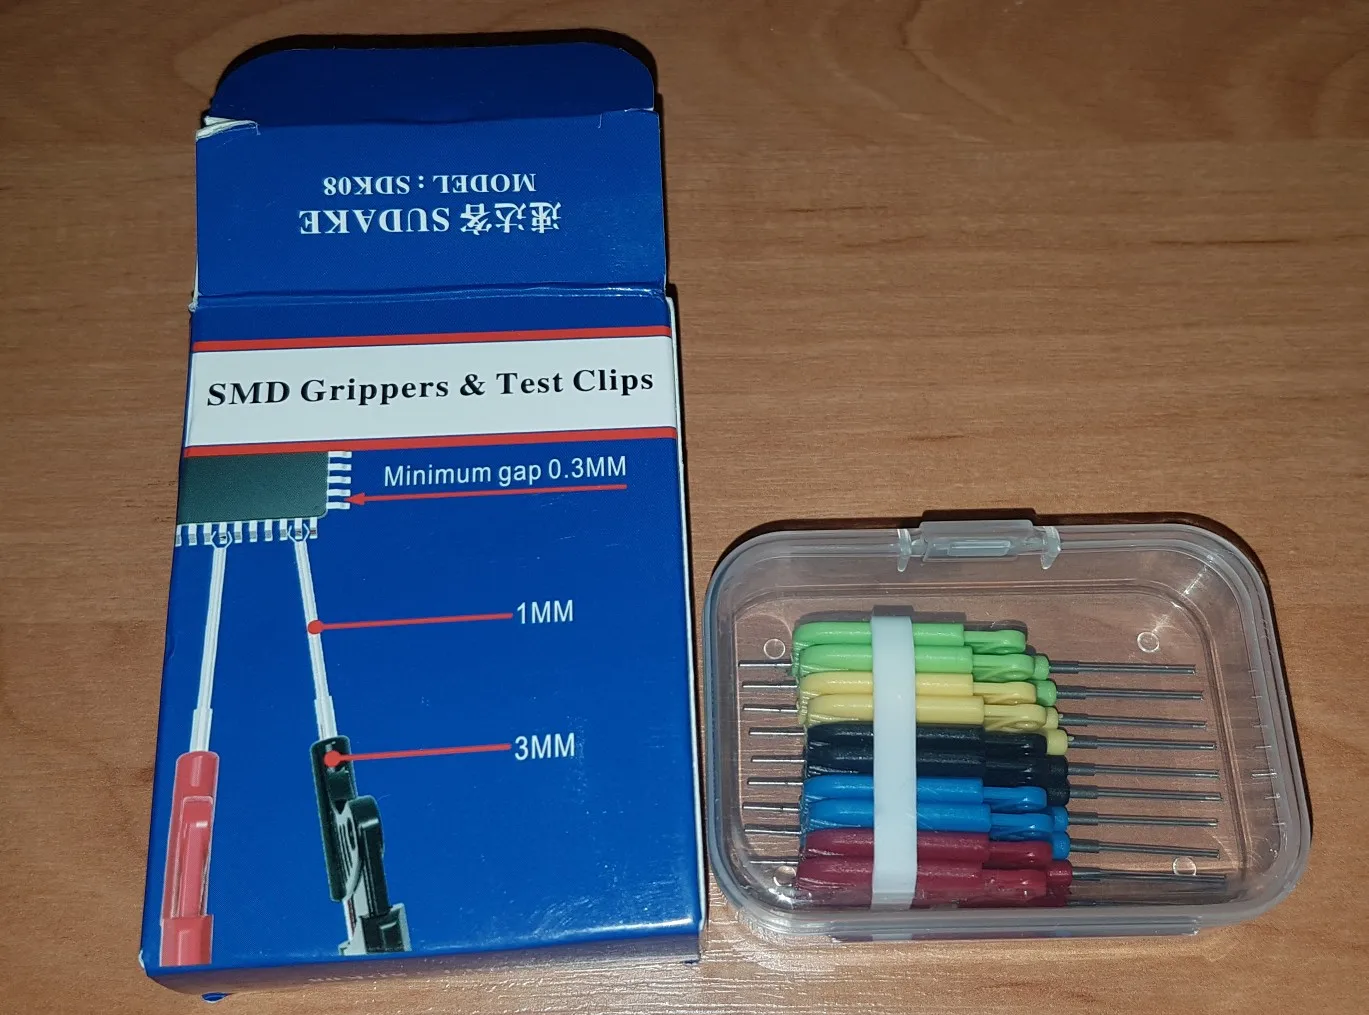 速达客 SUDAKE
MODEL : SDK08
SMD Grippers & Test Clips
Minimum gap 0.3MM
1MM
3MM